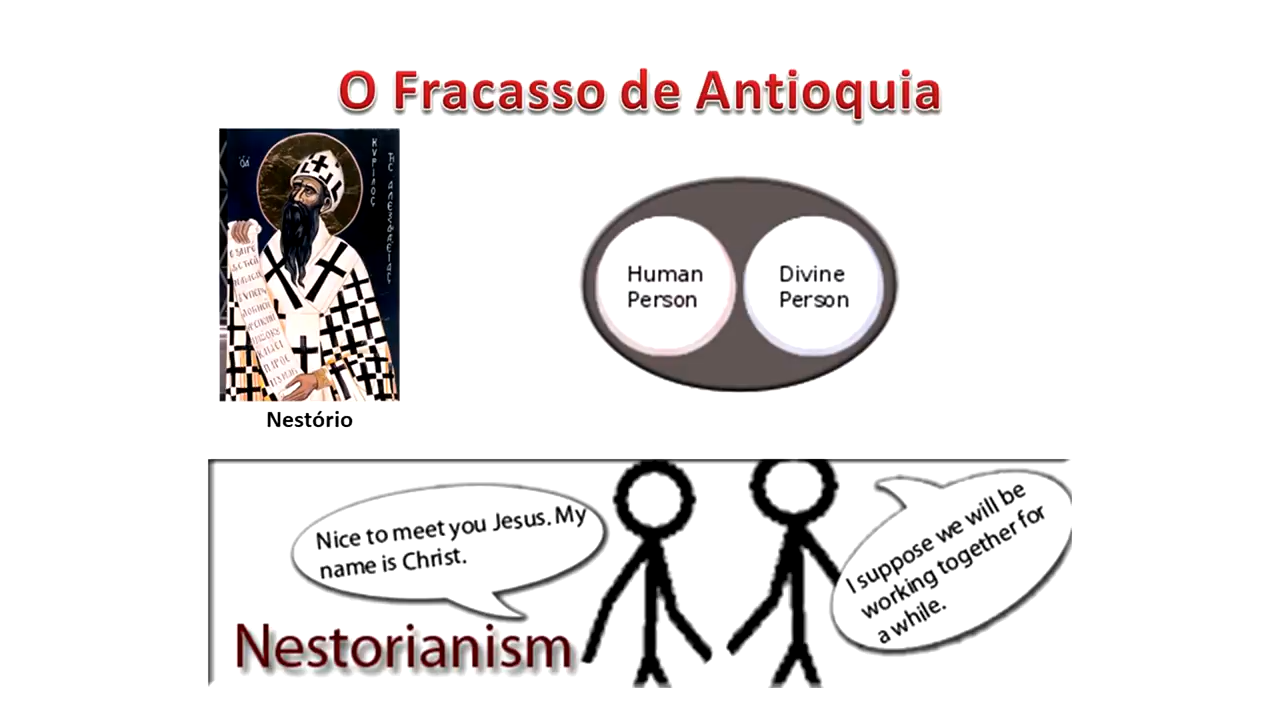 O Fracasso de Antioquia
ΚΥΡΙΛΟC
Nestório
Human
Person
Divine
Person
Nice to meet you Jesus. My
name is Christ.
I suppose we will be
working together for
a while.
Nestorianism